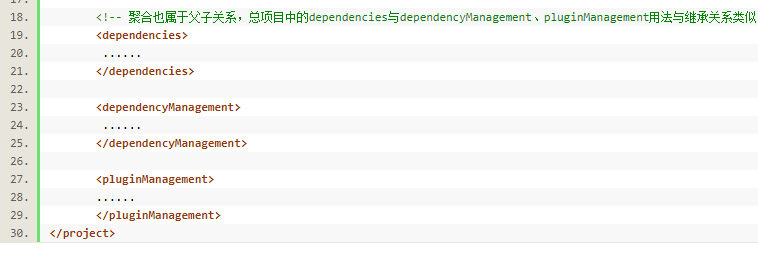 18. <!-- 聚合也属于父子关系，总项目中的dependencies与dependencyManagement、pluginManagement用法与继承关系类似
19. <dependencies>
20. ......
21. </dependencies>
22.
23. <dependencyManagement>
24. ......
25. </dependencyManagement>
26.
27. <pluginManagement>
28. ......
29. </pluginManagement>
30. </project>